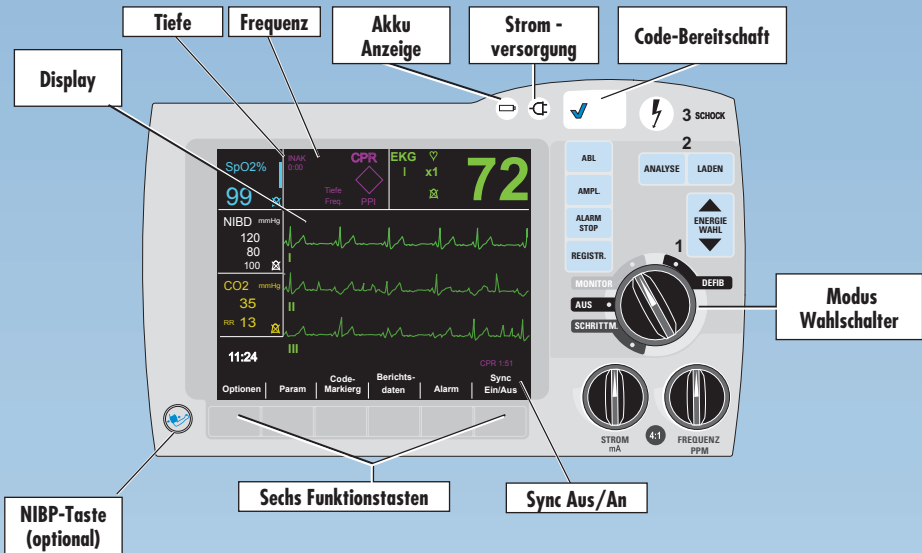 Tiefe
Frequenz
Akku
Anzeige
Strom -
versorgung
Code-Bereitschaft
Display
3 SCHOCK
2
ABL
ANALYSE
LADEN
AMPL.
ALARM
STOP
REGISTR.
ENERGIE
WAHL
1
MONITOR
DEFIB
AUS
SCHRITTM.
Modus
Wahlschalter
SpO2%
99
INAK
0:00
CPR
Tiefe
Freq.
PPI
EKG
I
x1
72
NIBD mmHg
120
80
100
I
CO2 mmHg
35
RR 13
II
III
11:24
CPR 1:51
Optionen
Param
Code-
Markierg
Berichts-
daten
Alarm
Sync
Ein/Aus
STROM
mA
4:1
FREQUENZ
PPM
NIBP-Taste
(optional)
Sechs Funktionstasten
Sync Aus/An